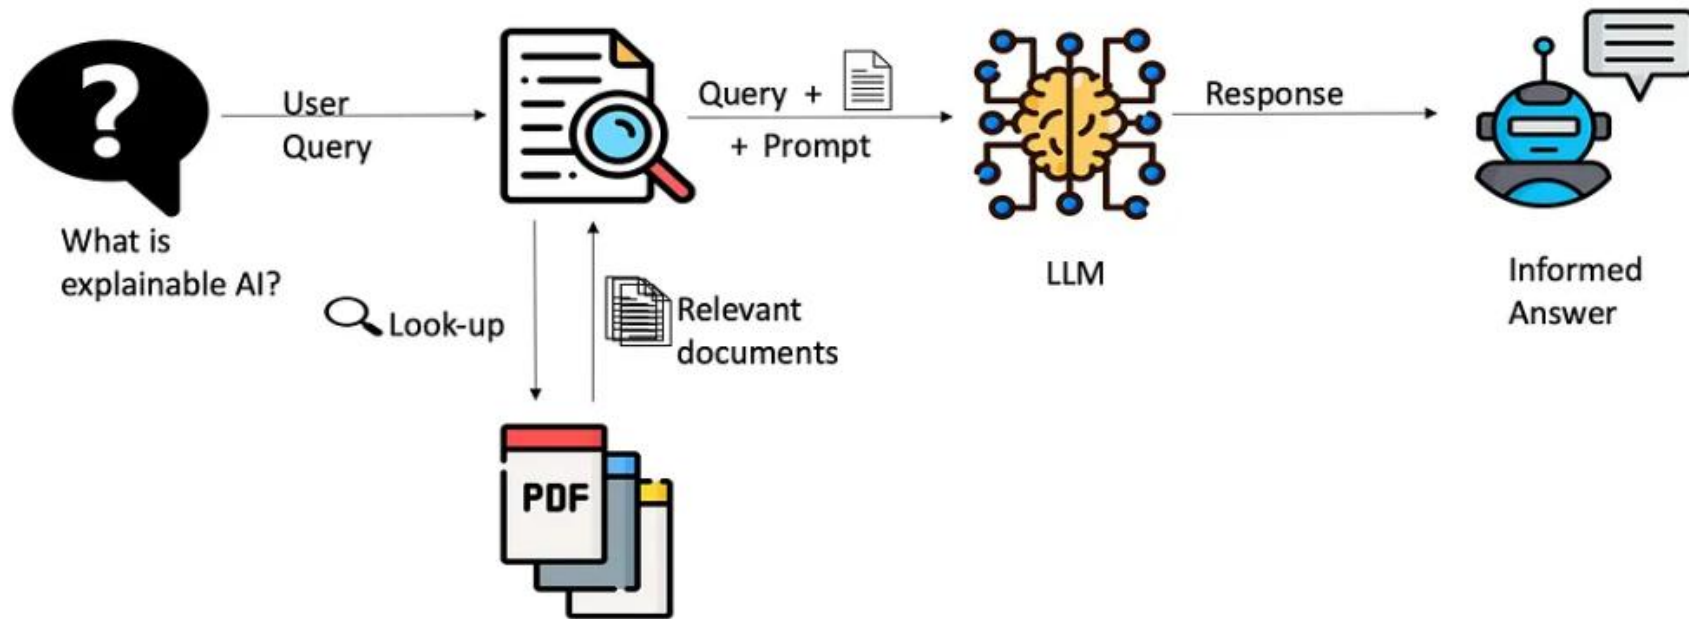 ?
What is
explainable AI?
User
Query
Look-up
Relevant
documents
PDF
Query +
+ Prompt
LLM
Response
Informed
Answer